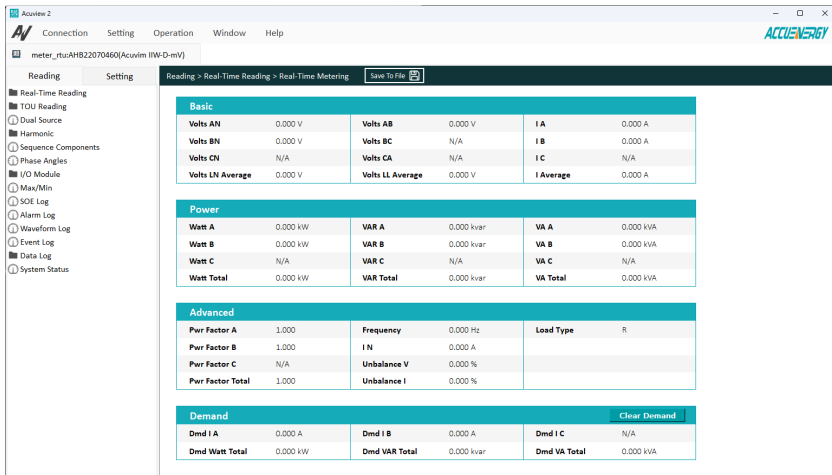 Acuview 2
Connection Setting Operation Window Help
ACCUENERGY
meter_rtu:AHB22070460(Acuvim IIW-D-mV)
Reading Setting
Reading > Real-Time Reading > Real-Time Metering Save To File
Real-Time Reading
TOU Reading
Dual Source
Harmonic
Sequence Components
Phase Angles
I/O Module
Max/Min
SOE Log
Alarm Log
Waveform Log
Event Log
Data Log
System Status
Basic
Volts AN 0.000 V Volts AB 0.000 V I A 0.000 A
Volts BN 0.000 V Volts BC N/A I B 0.000 A
Volts CN N/A Volts CA N/A I C N/A
Volts LN Average 0.000 V Volts LL Average 0.000 V I Average 0.000 A
Power
Watt A 0.000 kW VAR A 0.000 kvar VA A 0.000 kVA
Watt B 0.000 kW VAR B 0.000 kvar VA B 0.000 kVA
Watt C N/A VAR C N/A VA C N/A
Watt Total 0.000 kW VAR Total 0.000 kvar VA Total 0.000 kVA
Advanced
Pwr Factor A 1.000 Frequency 0.000 Hz Load Type R
Pwr Factor B 1.000 I N 0.000 A
Pwr Factor C N/A Unbalance V 0.000 %
Pwr Factor Total 1.000 Unbalance I 0.000 %
Demand Clear Demand
Dmd I A 0.000 A Dmd I B 0.000 A Dmd I C N/A
Dmd Watt Total 0.000 kW Dmd VAR Total 0.000 kvar Dmd VA Total 0.000 kVA